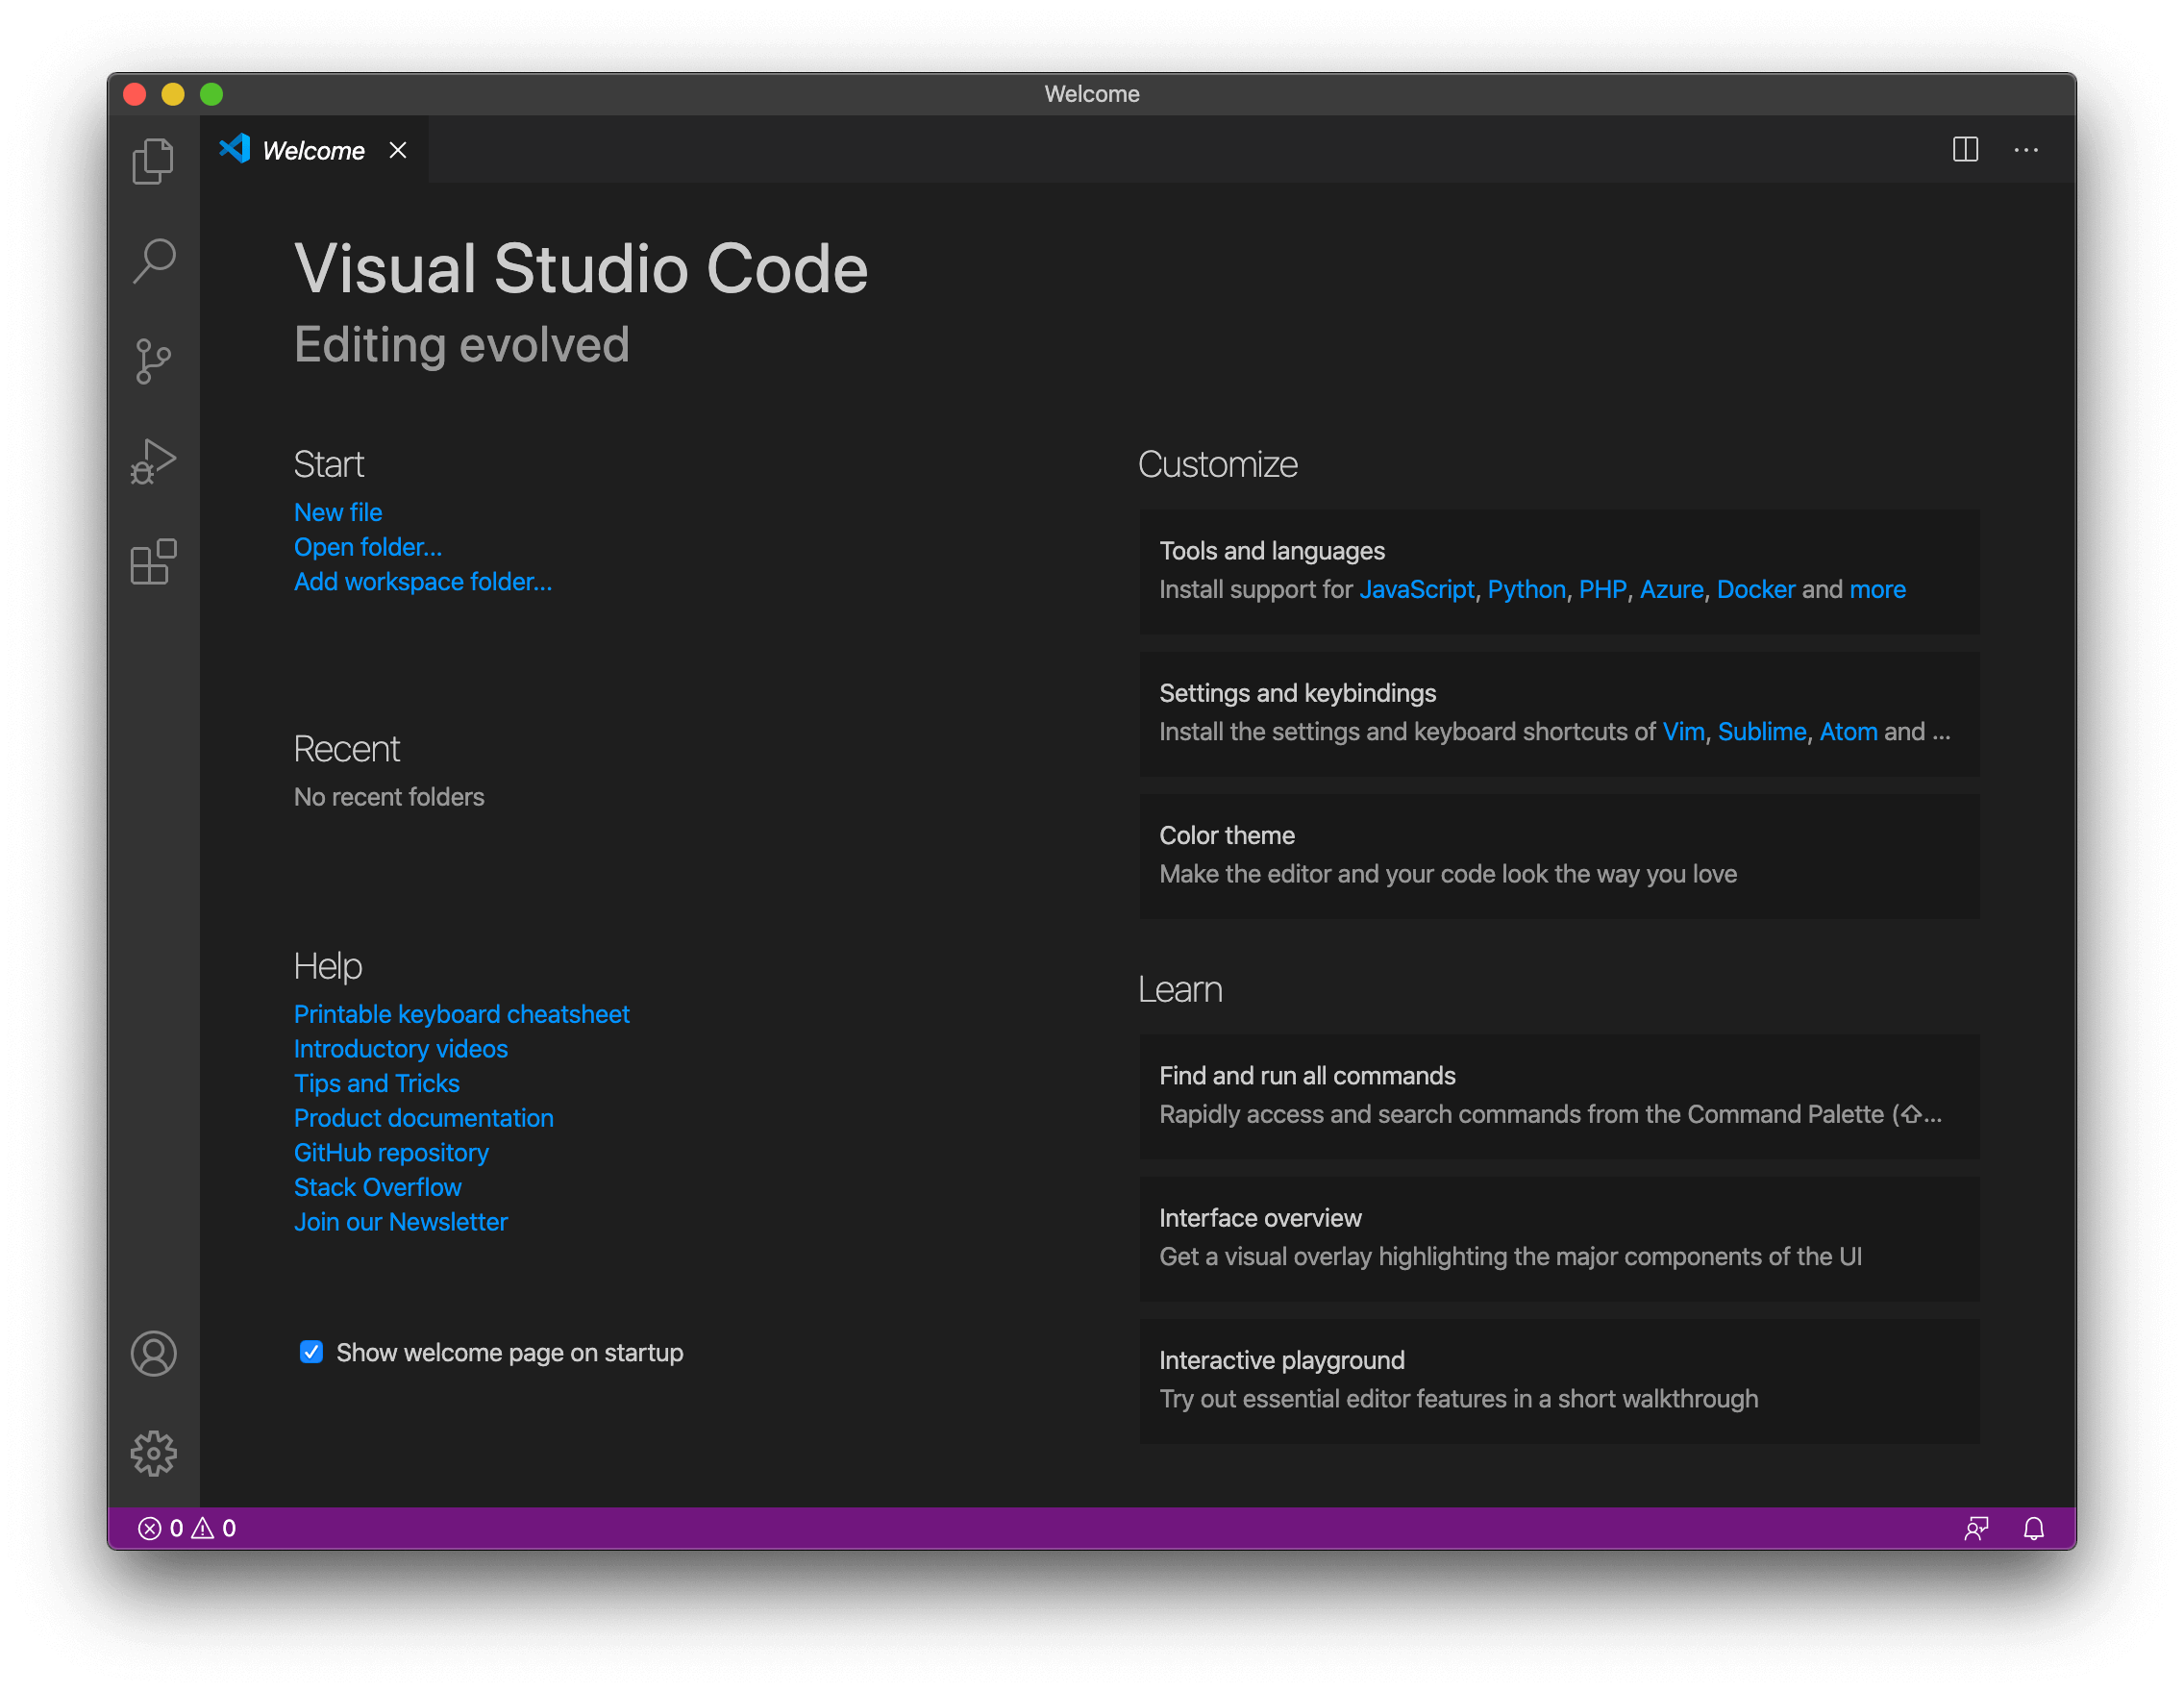 Welcome
Welcome
Visual Studio Code
Editing evolved
Start
New file
Open folder...
Add workspace folder...
Recent
No recent folders
Help
Printable keyboard cheatsheet
Introductory videos
Tips and Tricks
Product documentation
GitHub repository
Stack Overflow
Join our Newsletter
Show welcome page on startup
Customize
Tools and languages
Install support for JavaScript, Python, PHP, Azure, Docker and more
Settings and keybindings
Install the settings and keyboard shortcuts of Vim, Sublime, Atom and ...
Color theme
Make the editor and your code look the way you love
Learn
Find and run all commands
Rapidly access and search commands from the Command Palette (⇧...
Interface overview
Get a visual overlay highlighting the major components of the UI
Interactive playground
Try out essential editor features in a short walkthrough
0 0